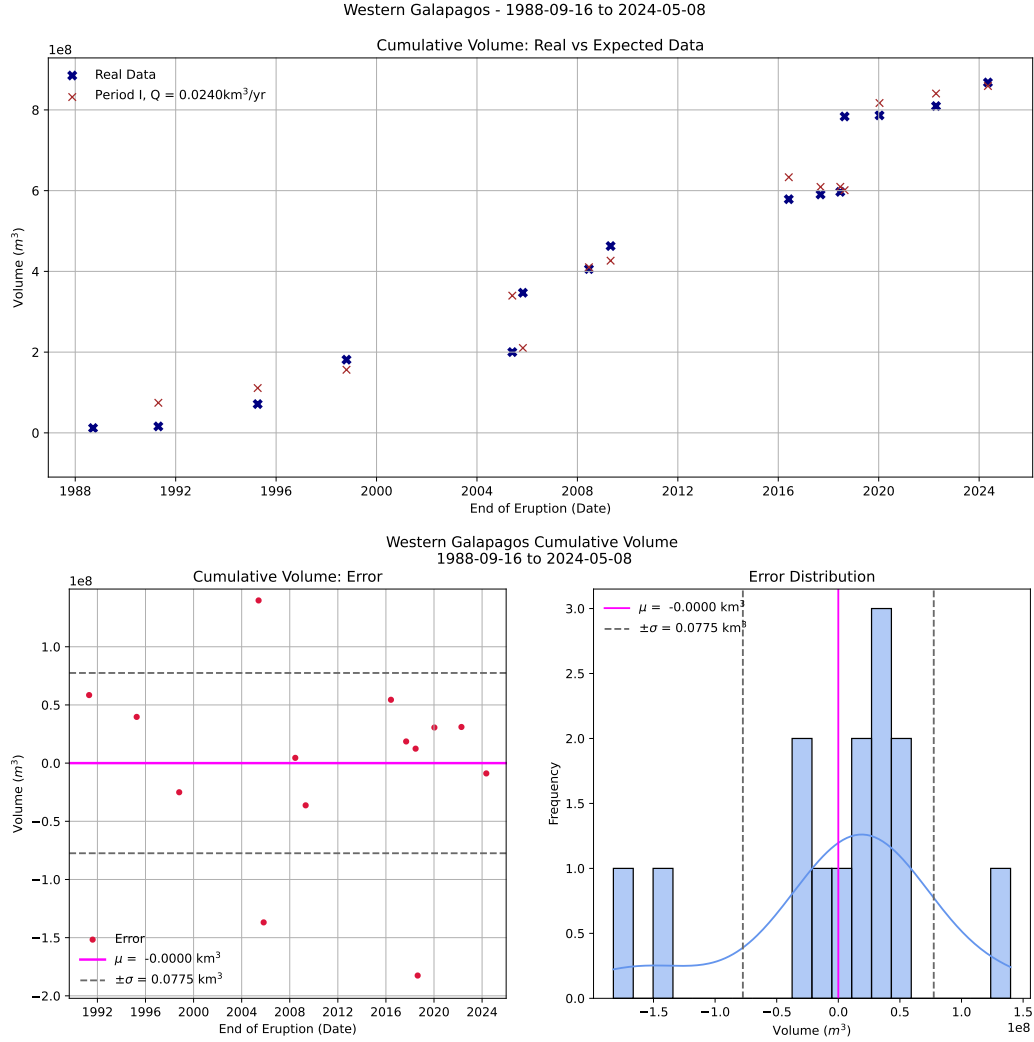 Western Galapagos - 1988-09-16 to 2024-05-08
Cumulative Volume: Real vs Expected Data
1e8
Real Data
Period I, Q = 0.0240km³/yr
8
6
4
2
0
Volume (m³)
1988 1992 1996 2000 2004 2008 2012 2016 2020 2024
End of Eruption (Date)
Western Galapagos Cumulative Volume
1988-09-16 to 2024-05-08
Cumulative Volume: Error
1e8
1.0
0.5
0.0
−0.5
−1.0
−1.5
−2.0
Volume (m³)
Error
μ = -0.0000 km³
±σ = 0.0775 km³
1992 1996 2000 2004 2008 2012 2016 2020 2024
End of Eruption (Date)
Error Distribution
μ = -0.0000 km³
±σ = 0.0775 km³
3.0
2.5
2.0
1.5
1.0
0.5
0.0
Frequency
−1.5 −1.0 −0.5 0.0 0.5 1.0 1.5
1e8
Volume (m³)